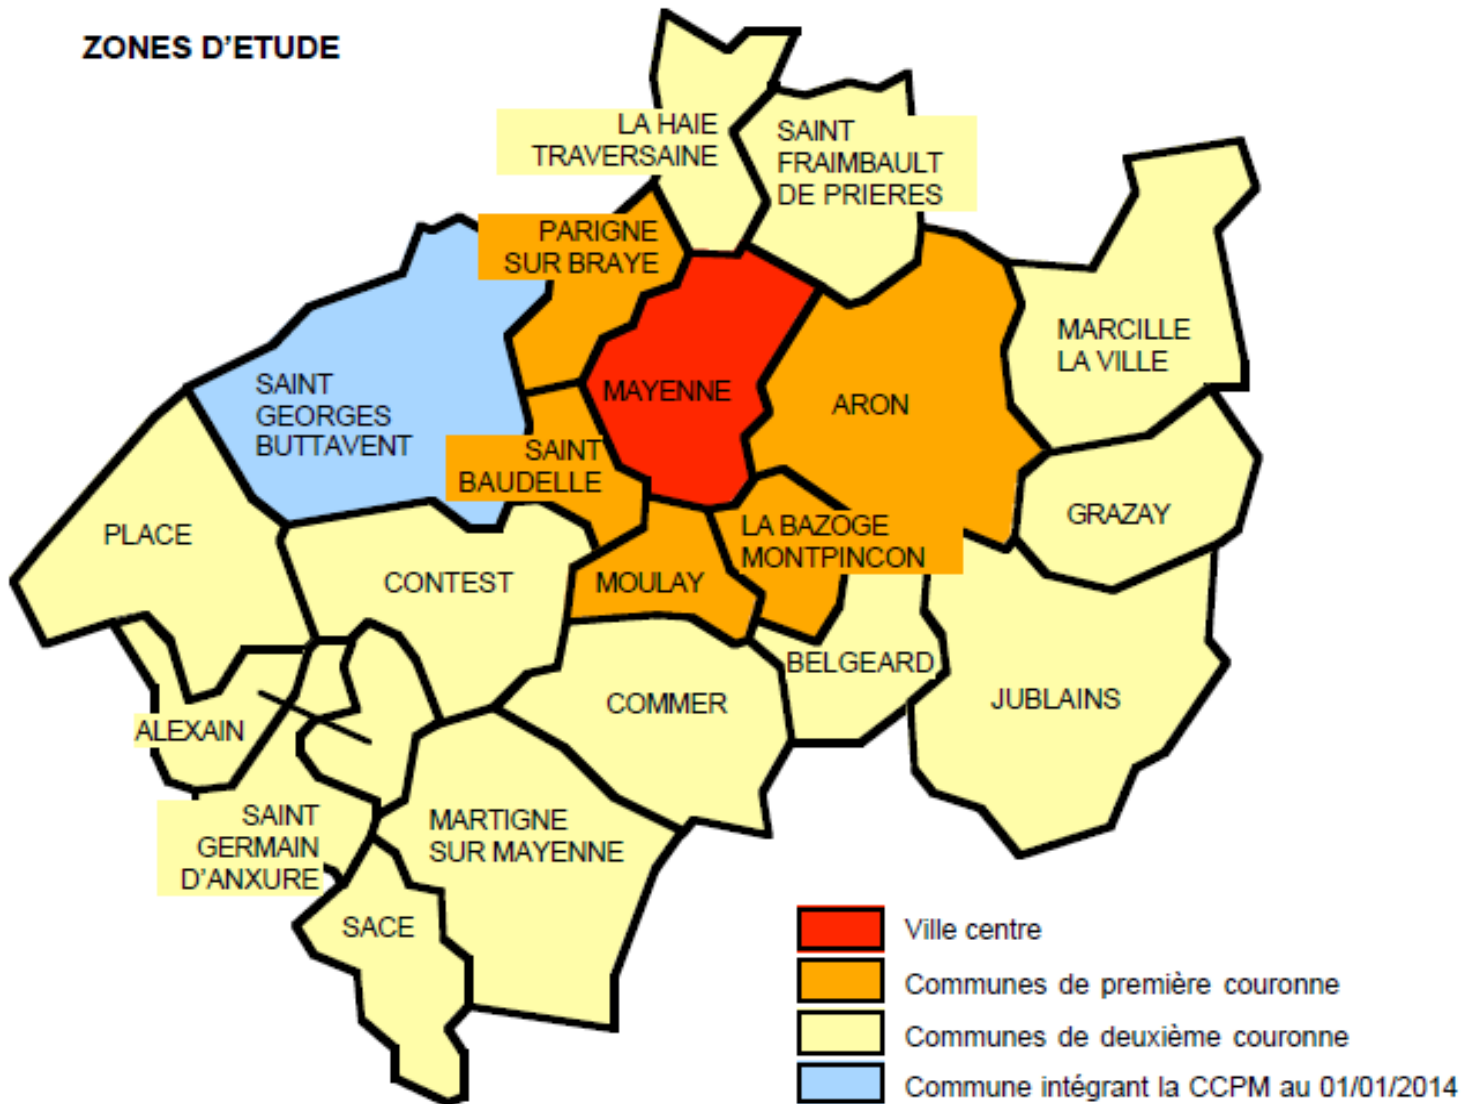 ZONES D'ETUDE
LA HAIE
TRAVERSAINE
SAINT
FRAIMBAULT
DE PRIERES
PARIGNE
SUR BRAYE
MARCILLE
LA VILLE
SAINT
GEORGES
BUTTAVENT
MAYENNE
ARON
SAINT
BAUDELLE
PLACE
GRAZAY
LA BAZOGE
MONTPINCON
CONTEST
MOULAY
BELGEARD
COMMER
JUBLAINS
ALEXAIN
SAINT
GERMAIN
D'ANXURE
MARTIGNE
SUR MAYENNE
SACE
Ville centre
Communes de première couronne
Communes de deuxième couronne
Commune intégrant la CCPM au 01/01/2014